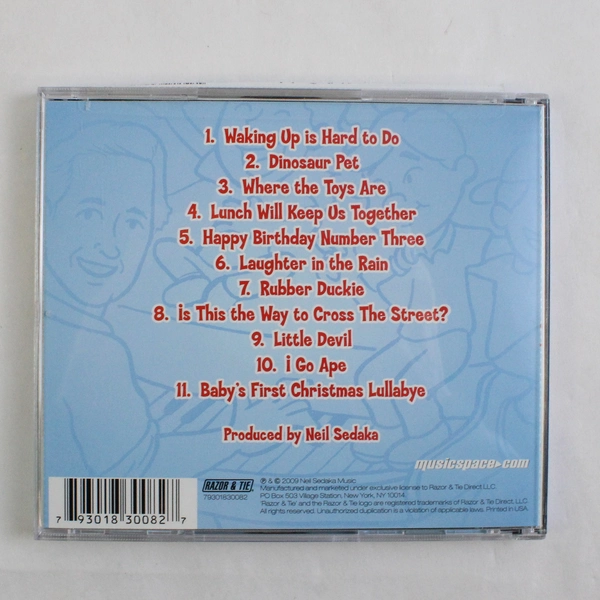 1. Waking Up is Hard to Do
2. Dinosaur Pet
3. Where the Toys Are
4. Lunch Will Keep Us Together
5. Happy Birthday Number Three
6. Laughter in the Rain
7. Rubber Duckie
8. is This the Way to Cross The Street?
9. Little Devil
10. i Go Ape
11. Baby's First Christmas Lullabye
Produced by Neil Sedaka
musicspace.com
RAZOR & TIE
79301830082
℗ & © 2009 Neil Sedaka Music
Manufactured and marketed under exclusive license to Razor & Tie Direct LLC.
PO Box 503 Village Station, New York, NY 10014.
'Razor & Tie' and the Razor & Tie logo are registered trademarks of Razor & Tie Direct, LLC.
All rights reserved. Unauthorized duplication is a violation of applicable laws. Printed in USA.
7 93018 30082 7